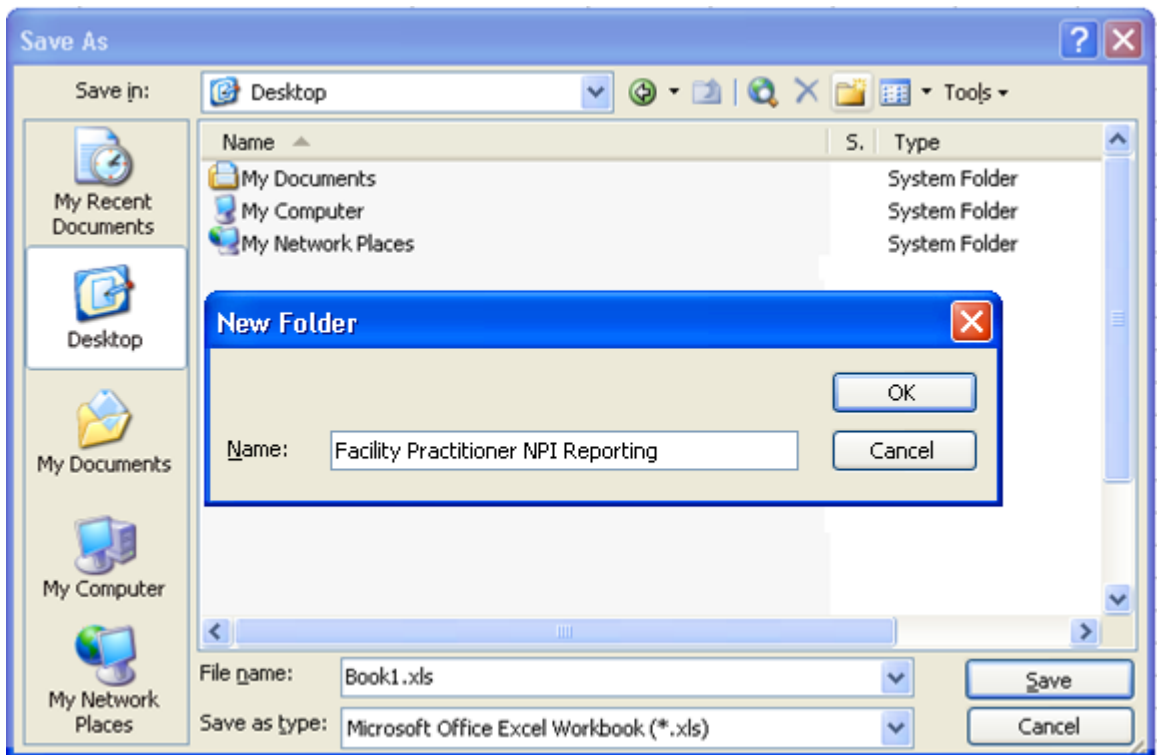 Save As
Save in:
Desktop
Tools
Name
S.
Type
My Recent
Documents
Desktop
My Documents
My Computer
My Network
Places
My Documents
System Folder
My Computer
System Folder
My Network Places
System Folder
New Folder
OK
Name:
Facility Practitioner NPI Reporting
Cancel
File name:
Book1.xls
Save
Save as type:
Microsoft Office Excel Workbook (*.xls)
Cancel